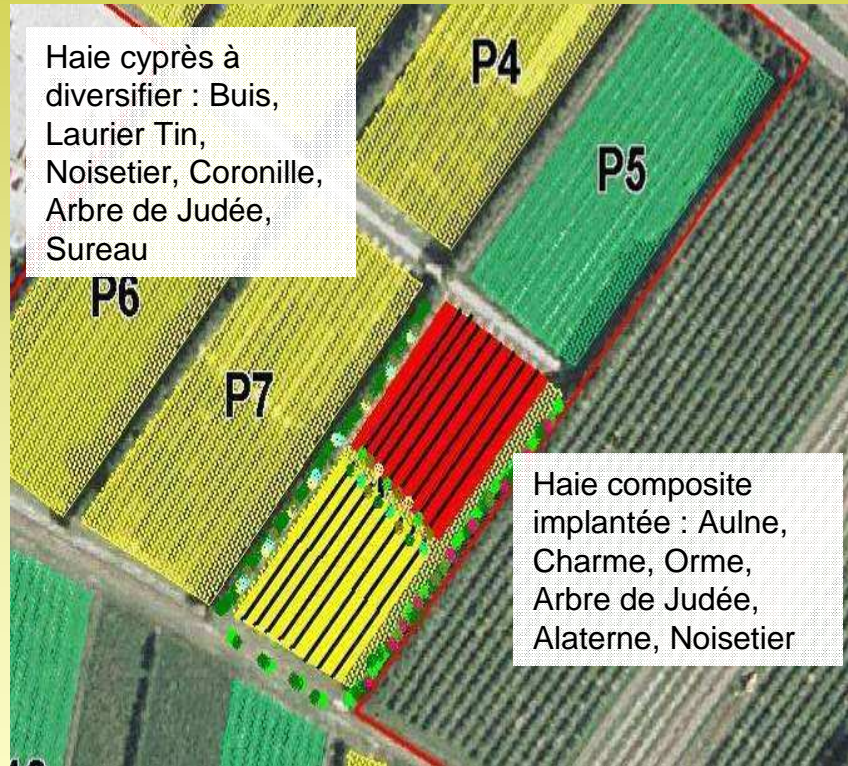 Haie cyprès à
diversifier : Buis,
Laurier Tin,
Noisetier, Coronille,
Arbre de Judée,
Sureau
P4
P5
P6
P7
Haie composite
implantée : Aulne,
Charme, Orme,
Arbre de Judée,
Alaterne, Noisetier